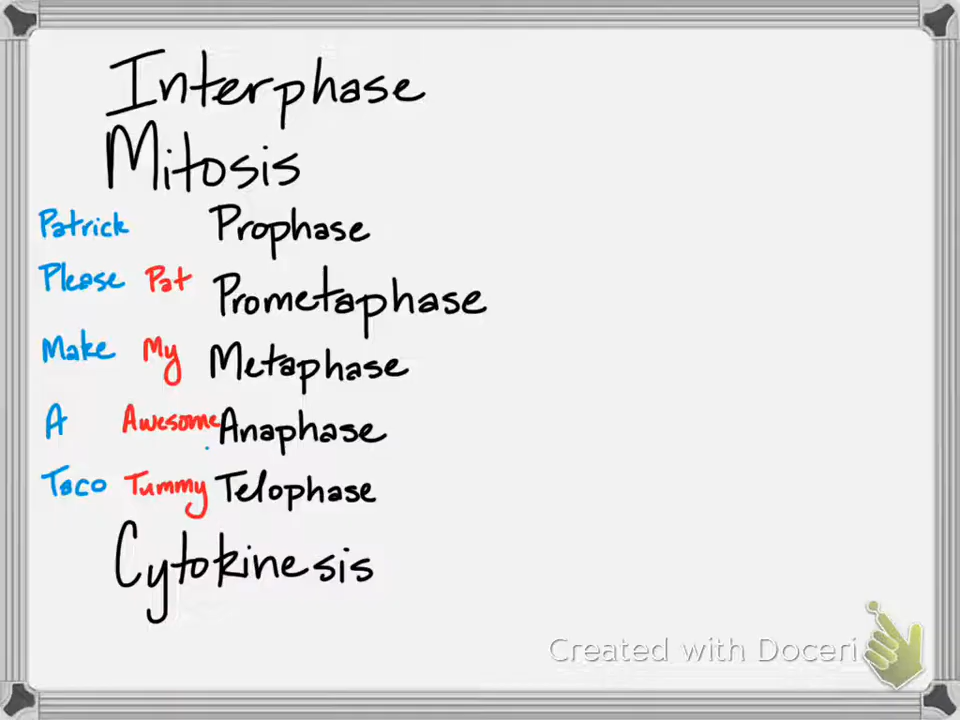 Interphase
Mitosis
Patrick Prophase
Please Pat Prometaphase
Make My Metaphase
A Awesome Anaphase
Taco Tummy Telophase
Cytokinesis
Created with Doceri